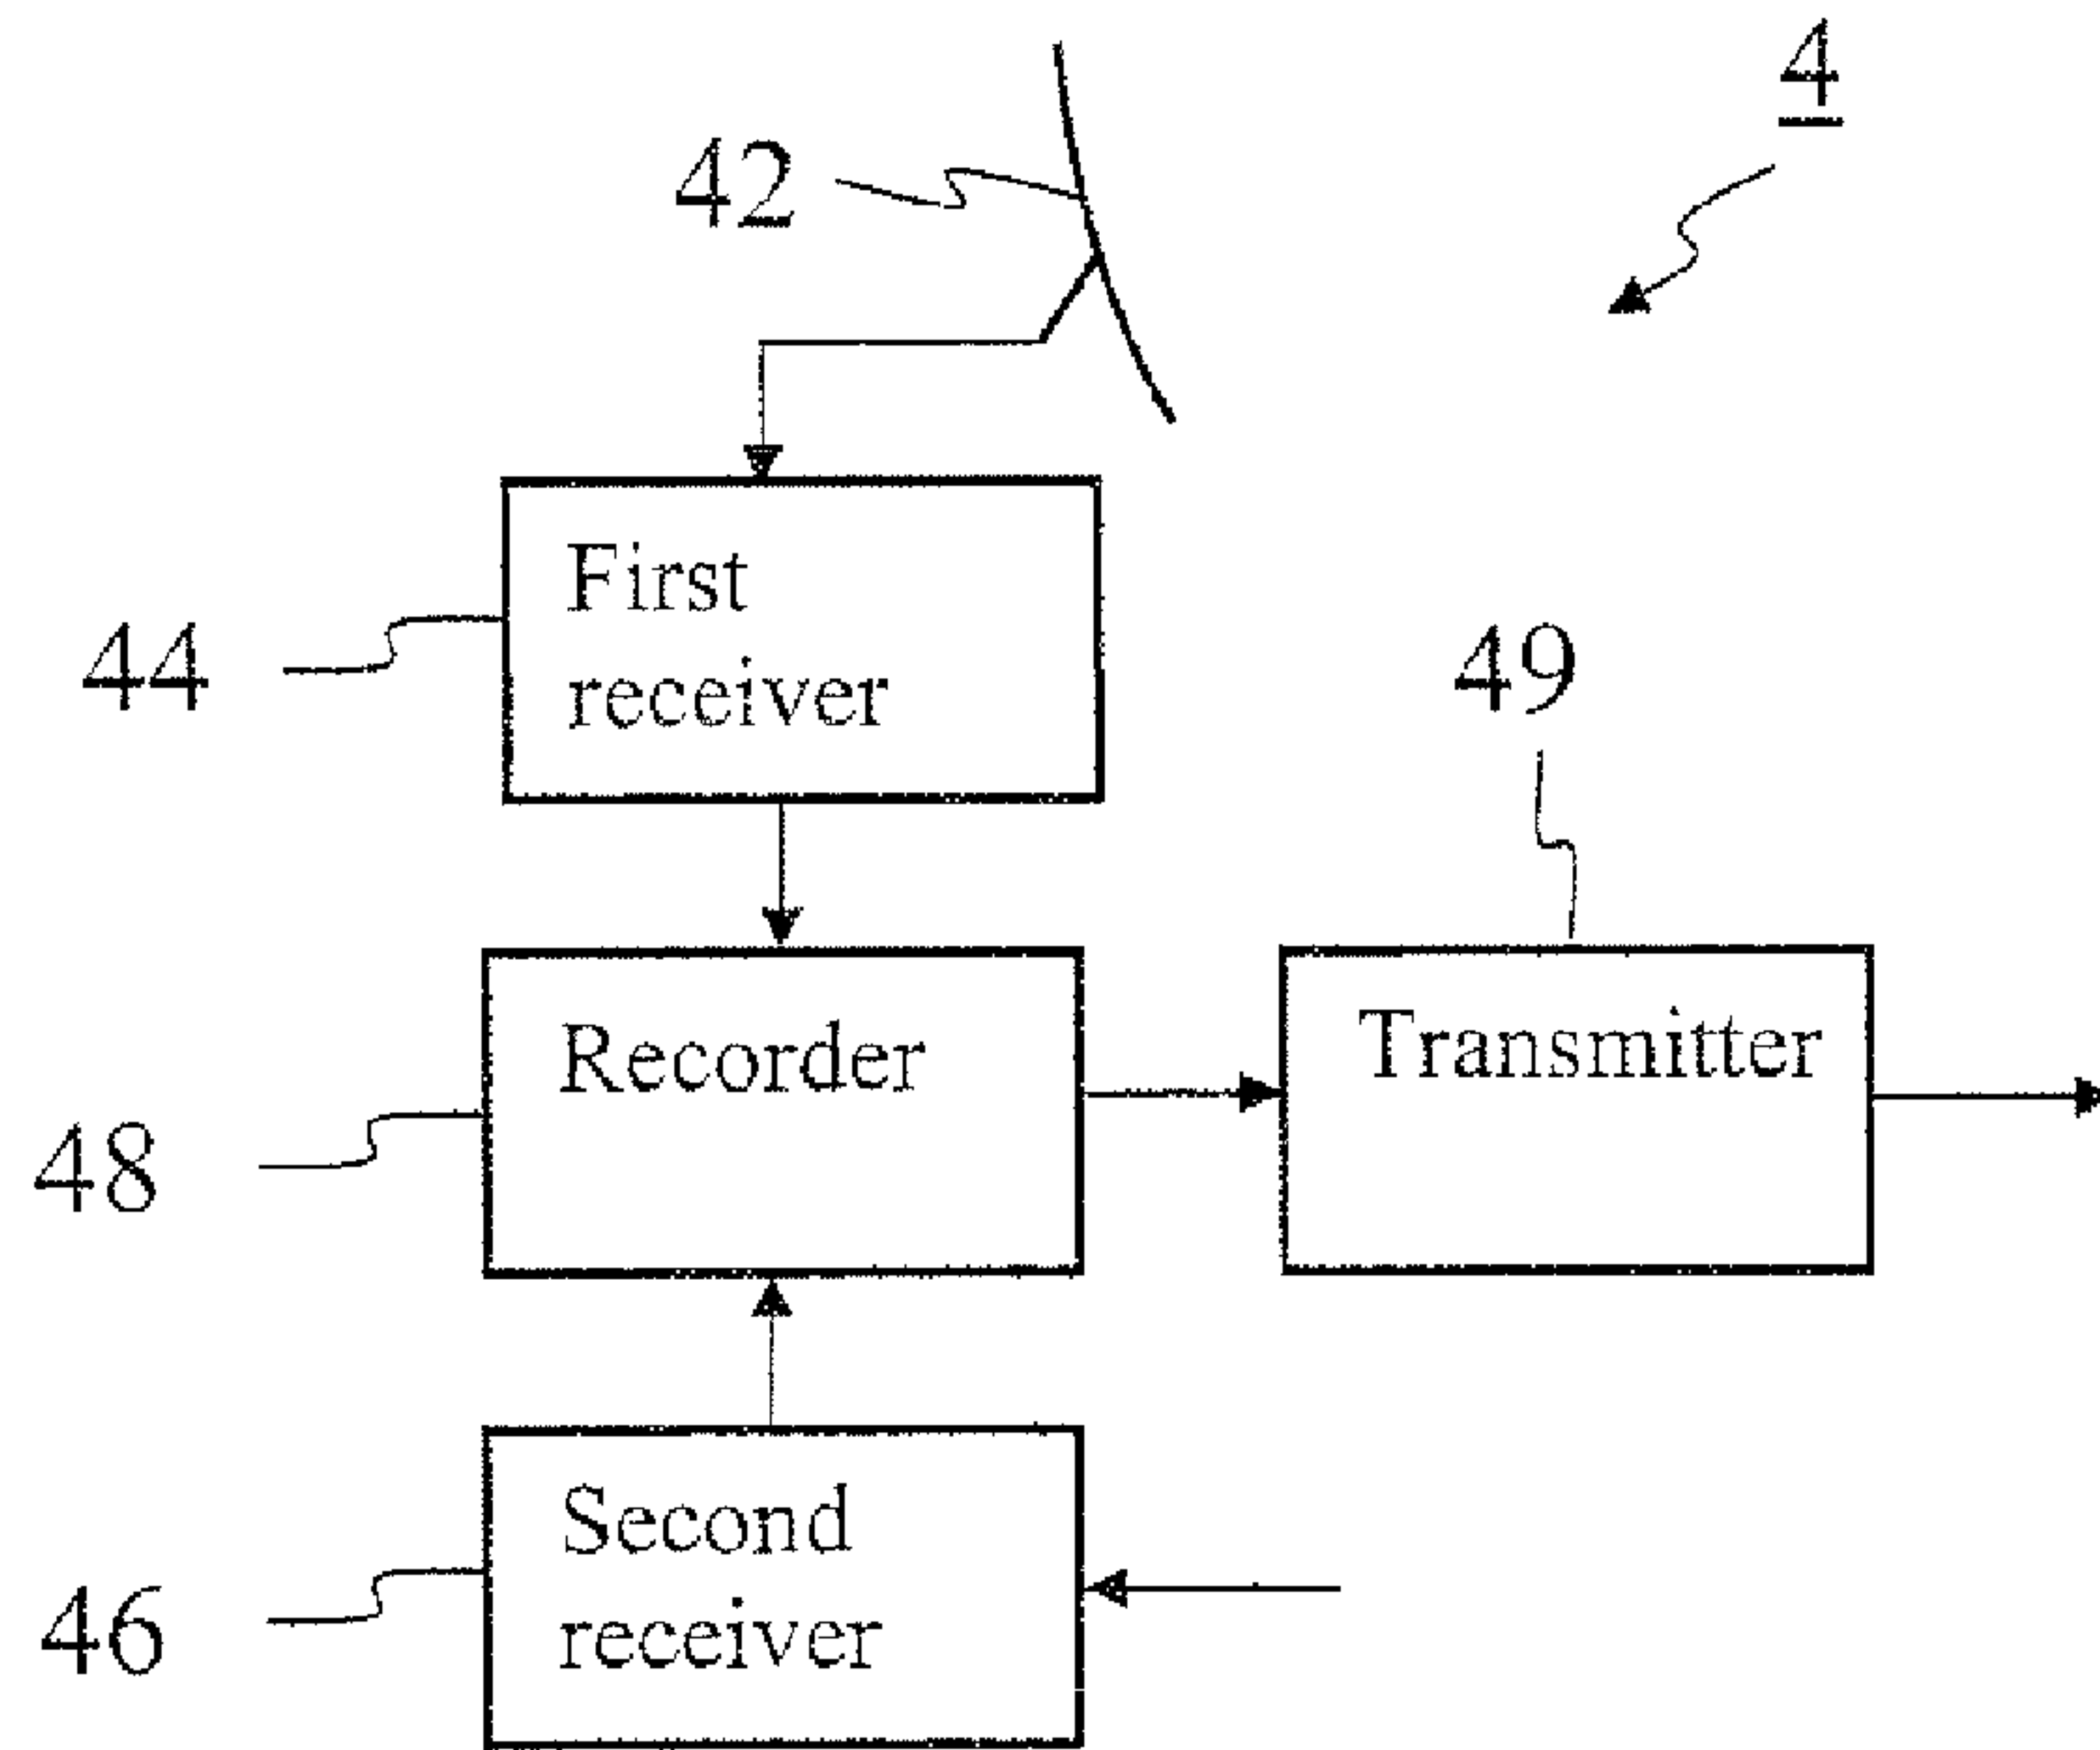 4
42
First
receiver
44
49
Recorder
Transmitter
48
Second
receiver
46